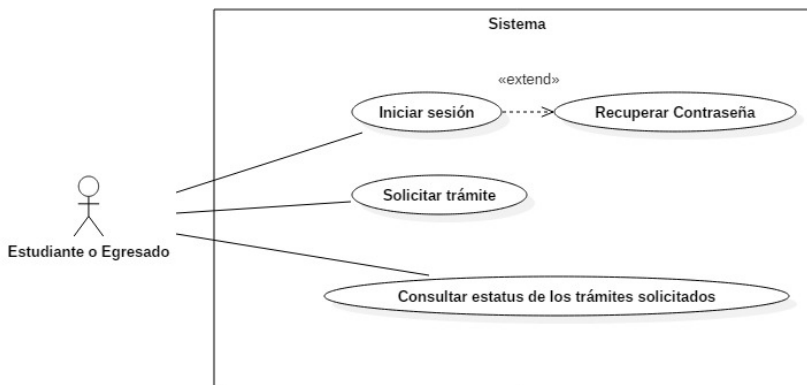 Sistema
«extend»
Iniciar sesión
Recuperar Contraseña
Solicitar trámite
Estudiante o Egresado
Consultar estatus de los trámites solicitados